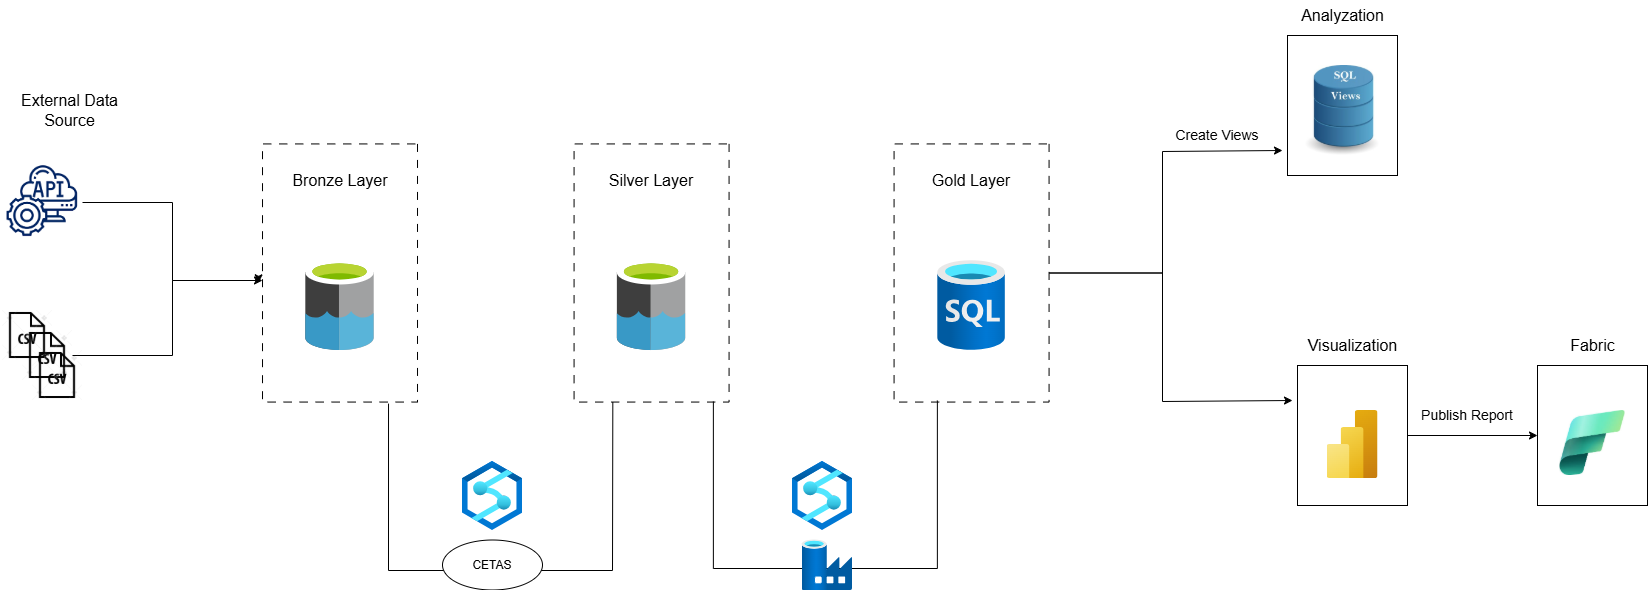 External Data
Source
API
CSV
CSV
CSV
Bronze Layer
CETAS
Silver Layer
Gold Layer
SQL
Create Views
Analyzation
SQL
Views
Visualization
Publish Report
Fabric